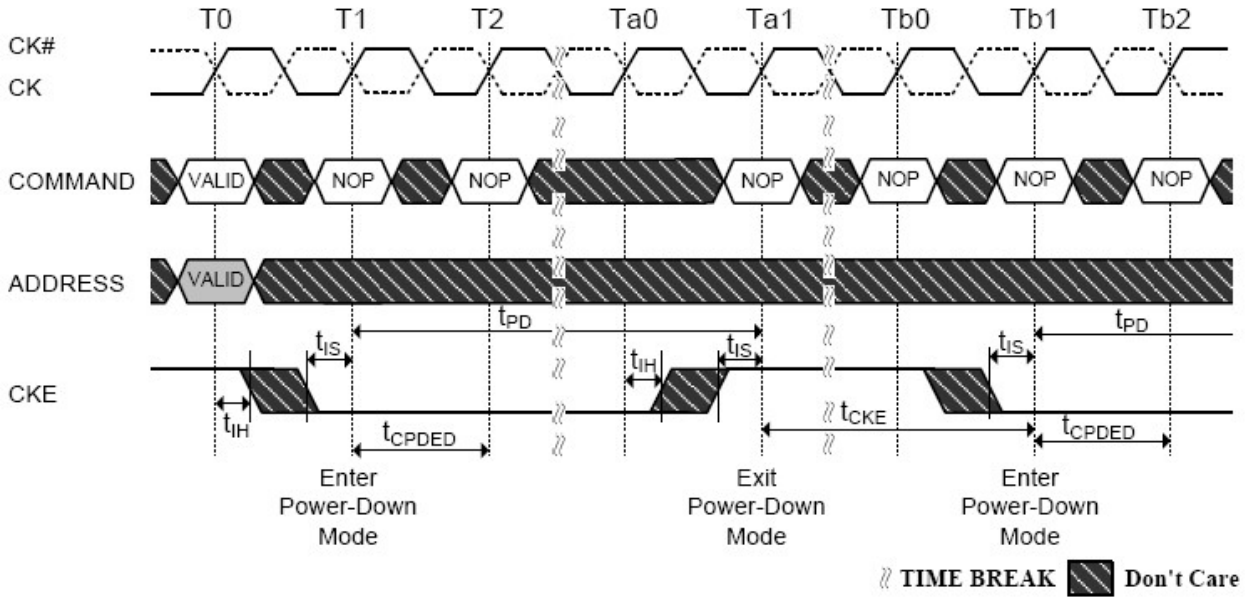 T0 T1 T2 Ta0 Ta1 Tb0 Tb1 Tb2
CK#
CK
COMMAND VALID NOP NOP NOP NOP NOP NOP
ADDRESS VALID
tPD tPD
tIS tIH tIS tIS
CKE
tIH tCPDED tCKE tCPDED
Enter Power-Down Mode
Exit Power-Down Mode
Enter Power-Down Mode
TIME BREAK Don't Care